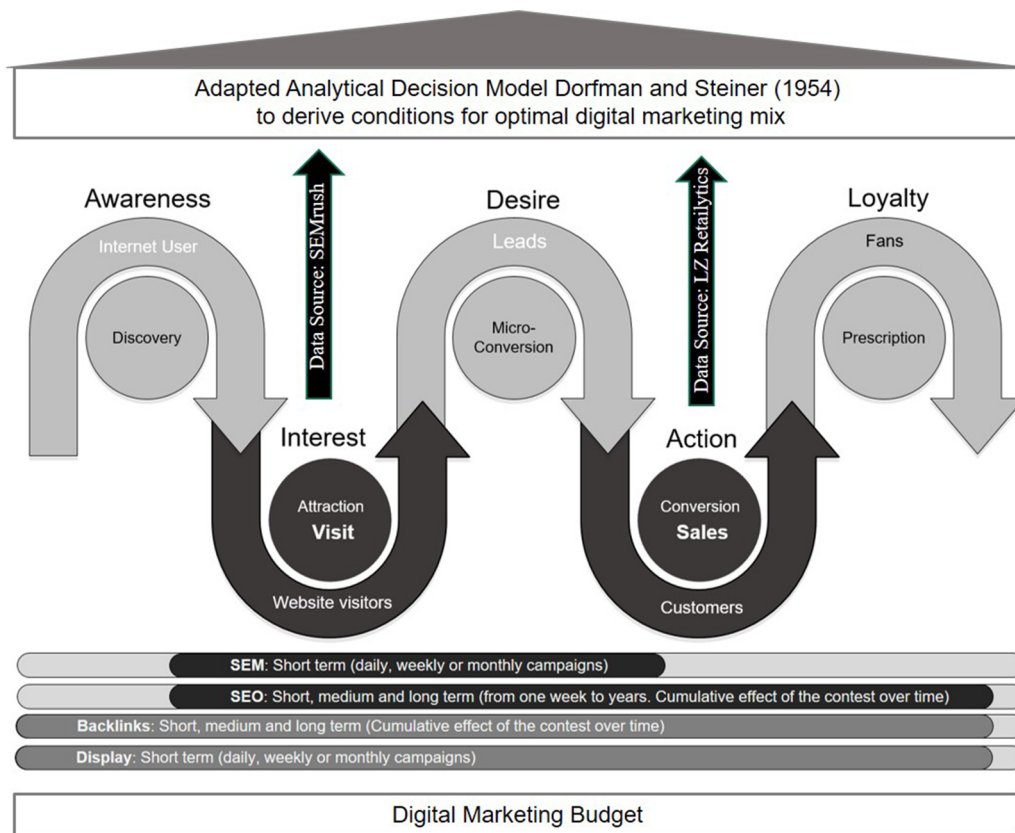 Adapted Analytical Decision Model Dorfman and Steiner (1954)
to derive conditions for optimal digital marketing mix
Awareness
Internet User
Discovery
Data Source: SEMrush
Interest
Attraction
Visit
Website visitors
Desire
Leads
Micro-
Conversion
Data Source: LZ Retailytics
Action
Conversion
Sales
Customers
Loyalty
Fans
Prescription
SEM: Short term (daily, weekly or monthly campaigns)
SEO: Short, medium and long term (from one week to years. Cumulative effect of the contest over time)
Backlinks: Short, medium and long term (Cumulative effect of the contest over time)
Display: Short term (daily, weekly or monthly campaigns)
Digital Marketing Budget